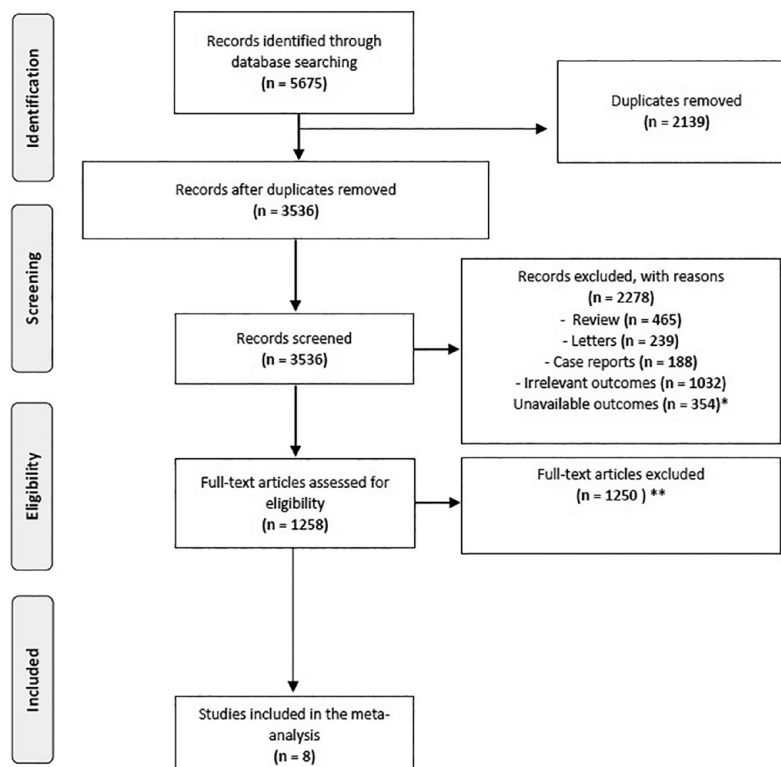 Identification
Records identified through
database searching
(n = 5675)
Duplicates removed
(n = 2139)
Records after duplicates removed
(n = 3536)
Screening
Records screened
(n = 3536)
Records excluded, with reasons
(n = 2278)
- Review (n = 465)
- Letters (n = 239)
- Case reports (n = 188)
- Irrelevant outcomes (n = 1032)
Unavailable outcomes (n = 354)*
Eligibility
Full-text articles assessed for
eligibility
(n = 1258)
Full-text articles excluded
(n = 1250 ) **
Included
Studies included in the meta-
analysis
(n = 8)